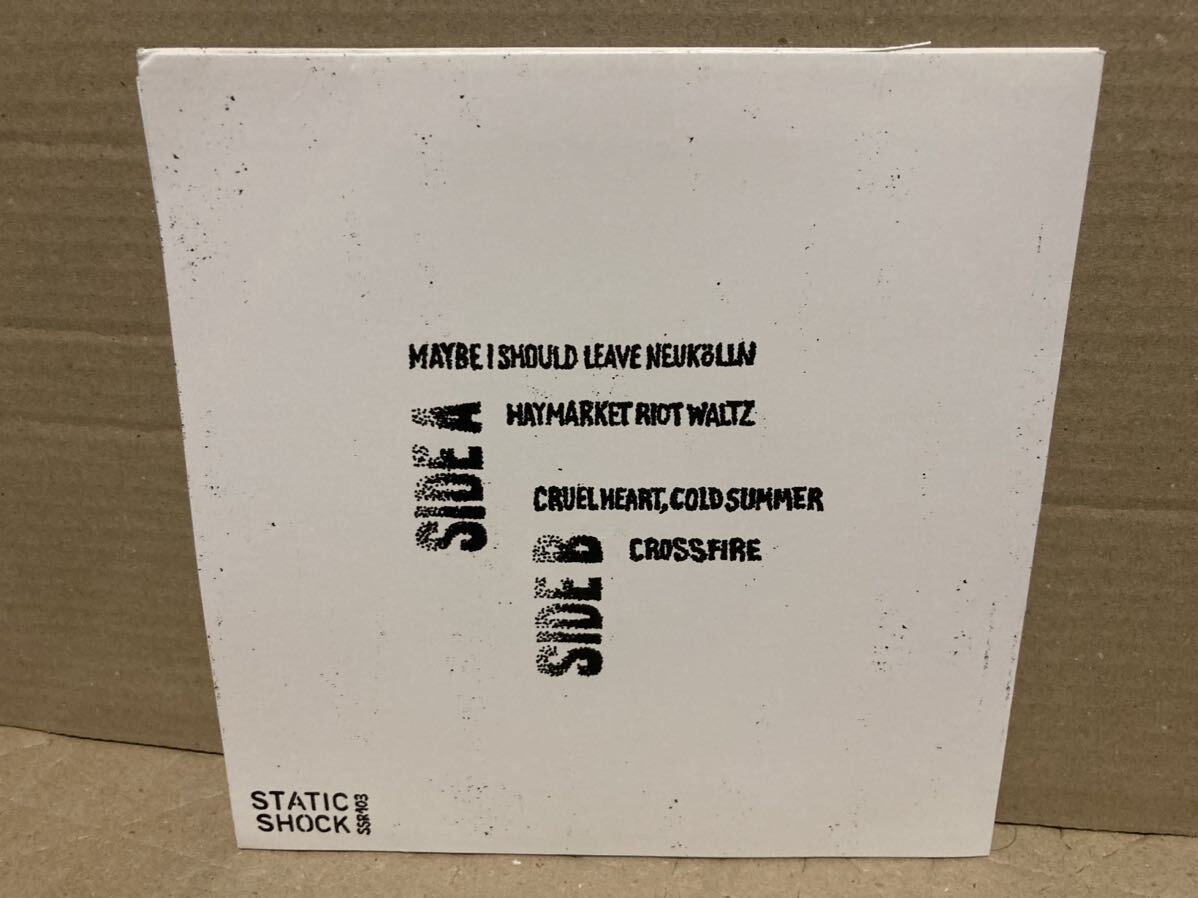 MAYBE I SHOULD LEAVE NEUKöLLN
SIDE A
HAYMARKET RIOT WALTZ
CRUEL HEART, COLD SUMMER
SIDE B
CROSSFIRE
STATIC
SHOCK
SSR103